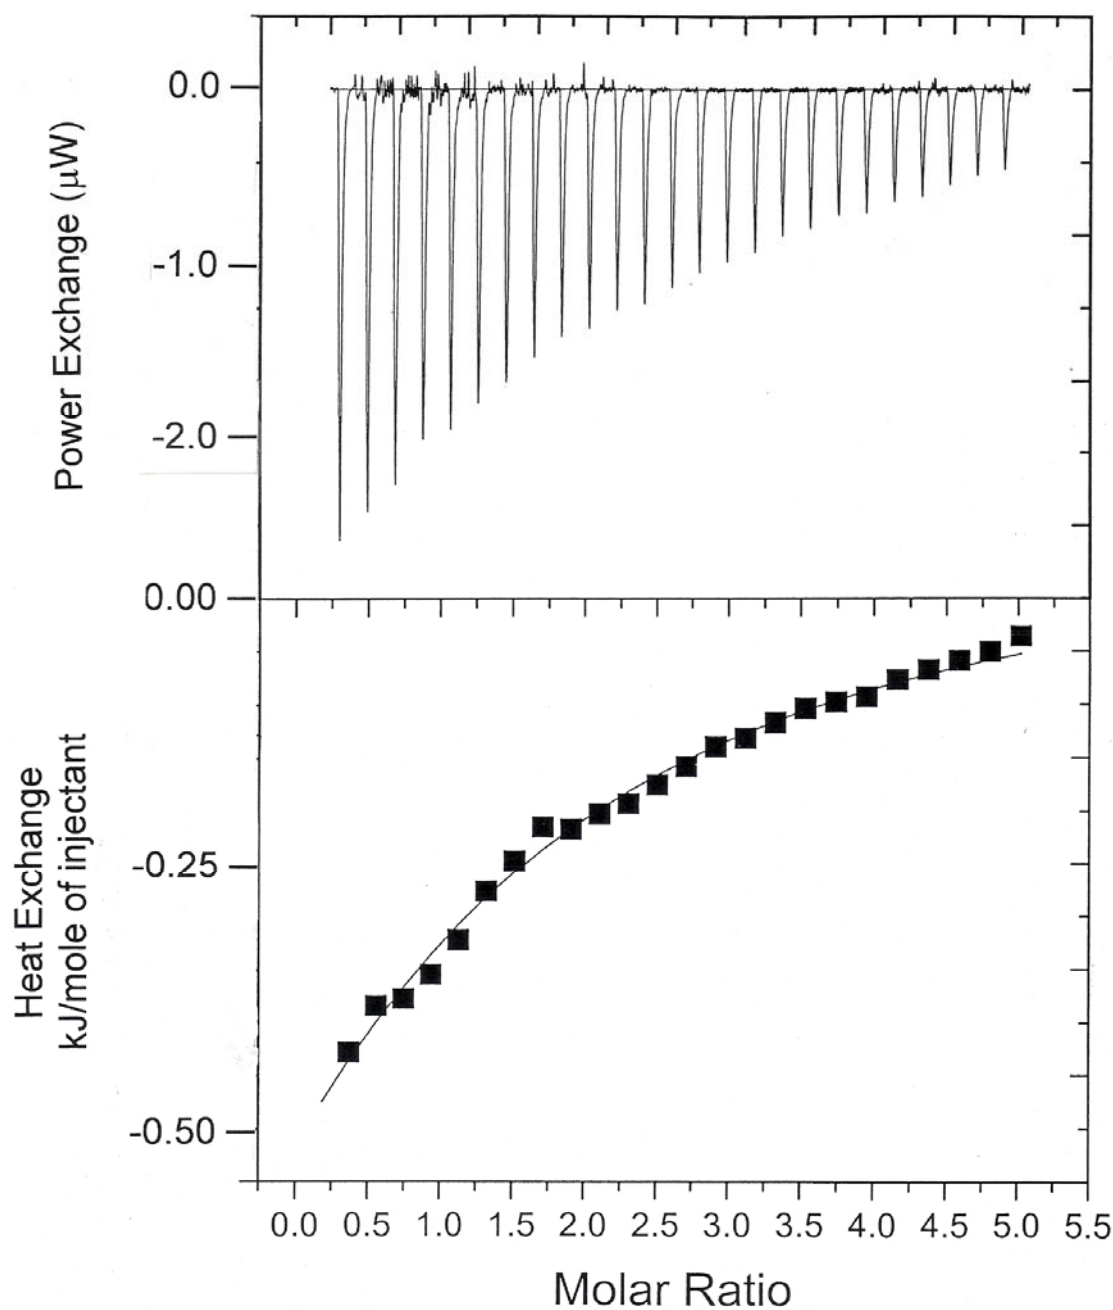 Power Exchange (μW)
0.0
-1.0
-2.0
0.00
Heat Exchange
kJ/mole of injectant
-0.25
-0.50
0.0 0.5 1.0 1.5 2.0 2.5 3.0 3.5 4.0 4.5 5.0 5.5
Molar Ratio